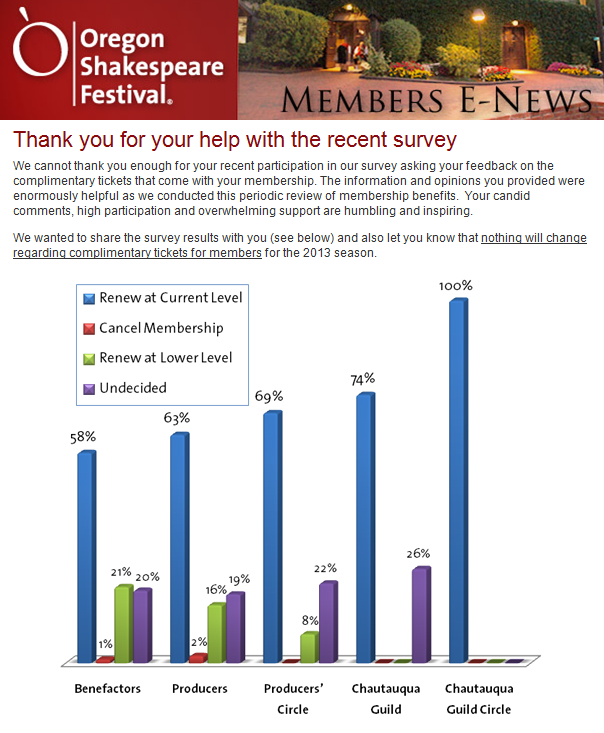 Oregon
Shakespeare
Festival®
MEMBERS E-NEWS
Thank you for your help with the recent survey
We cannot thank you enough for your recent participation in our survey asking your feedback on the
complimentary tickets that come with your membership. The information and opinions you provided were
enormously helpful as we conducted this periodic review of membership benefits.  Your candid
comments, high participation and overwhelming support are humbling and inspiring.
We wanted to share the survey results with you (see below) and also let you know that nothing will change
regarding complimentary tickets for members for the 2013 season.
Renew at Current Level
Cancel Membership
Renew at Lower Level
Undecided
58%
1%
21%
20%
63%
2%
16%
19%
69%
8%
22%
74%
26%
100%
Benefactors
Producers
Producers'
Circle
Chautauqua
Guild
Chautauqua
Guild Circle